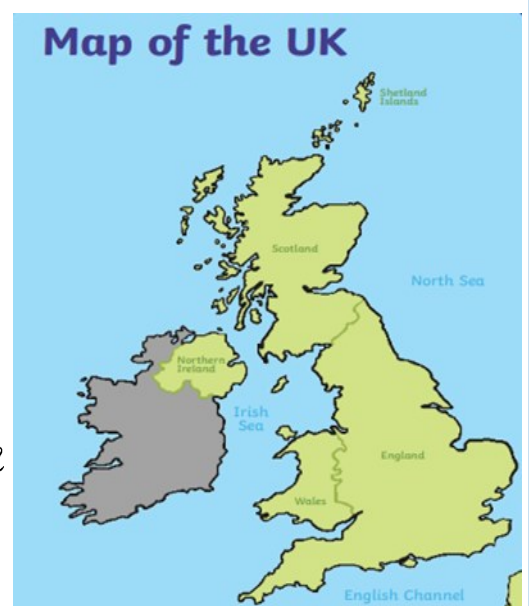 Map of the UK
Shetland
Islands
Scotland
North Sea
Northern
Ireland
Irish
Sea
England
Wales
English Channel